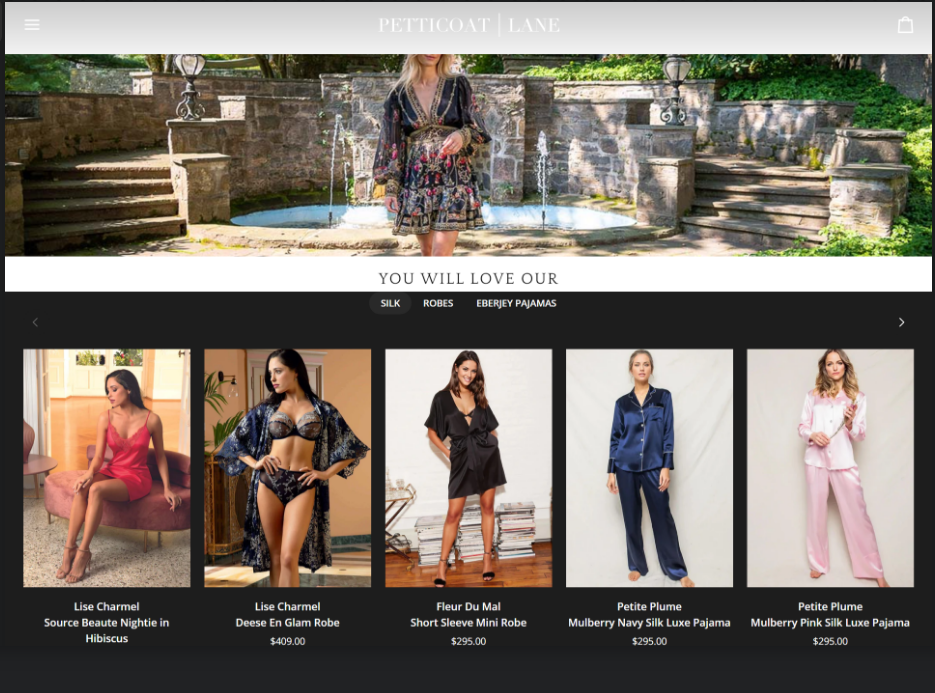 PETTICOAT | LANE
YOU WILL LOVE OUR
SILK ROBES EBERJEY PAJAMAS
Lise Charmel
Source Beaute Nightie in
Hibiscus
Lise Charmel
Deese En Glam Robe
$409.00
Fleur Du Mal
Short Sleeve Mini Robe
$295.00
Petite Plume
Mulberry Navy Silk Luxe Pajama
$295.00
Petite Plume
Mulberry Pink Silk Luxe Pajama
$295.00